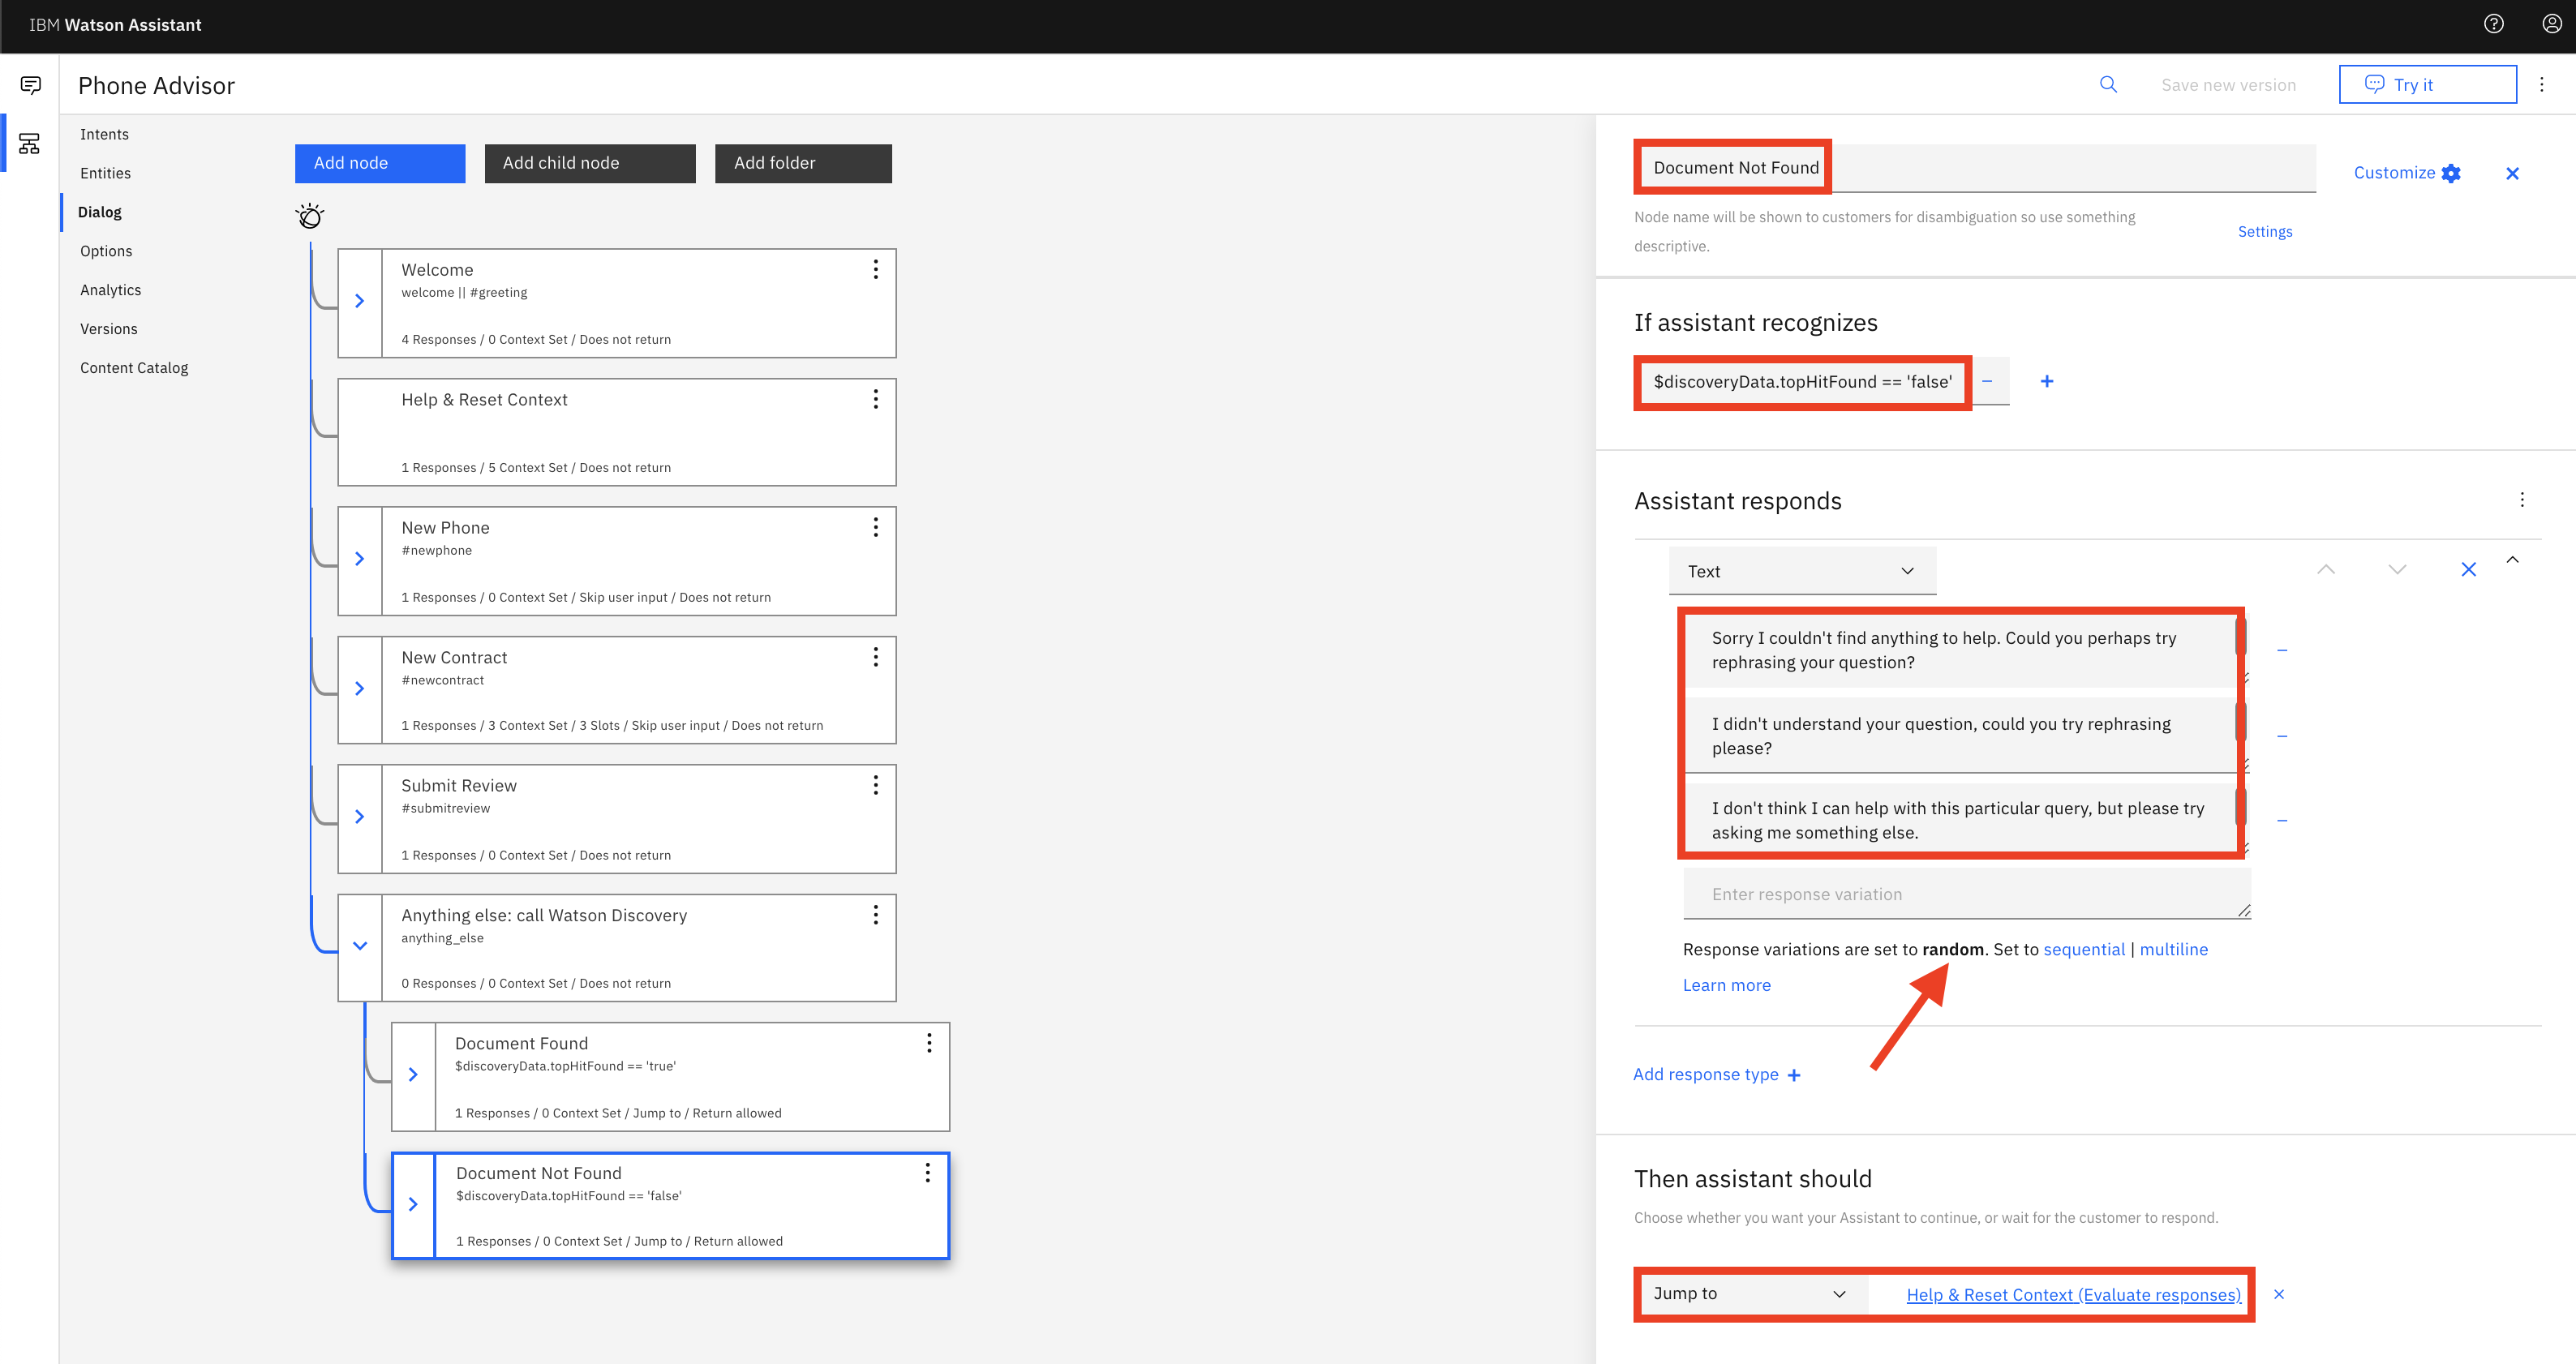 IBM Watson Assistant
Phone Advisor
Save new version
Try it
Intents
Entities
Dialog
Options
Analytics
Versions
Content Catalog
Add node
Add child node
Add folder
Welcome
welcome || #greeting
4 Responses / 0 Context Set / Does not return
Help & Reset Context
1 Responses / 5 Context Set / Does not return
New Phone
#newphone
1 Responses / 0 Context Set / Skip user input / Does not return
New Contract
#newcontract
1 Responses / 3 Context Set / 3 Slots / Skip user input / Does not return
Submit Review
#submitreview
1 Responses / 0 Context Set / Does not return
Anything else: call Watson Discovery
anything_else
0 Responses / 0 Context Set / Does not return
Document Found
$discoveryData.topHitFound == 'true'
1 Responses / 0 Context Set / Jump to / Return allowed
Document Not Found
$discoveryData.topHitFound == 'false'
1 Responses / 0 Context Set / Jump to / Return allowed
Document Not Found
Customize
Node name will be shown to customers for disambiguation so use something
descriptive.
Settings
If assistant recognizes
$discoveryData.topHitFound == 'false'
Assistant responds
Text
Sorry I couldn't find anything to help. Could you perhaps try
rephrasing your question?
I didn't understand your question, could you try rephrasing
please?
I don't think I can help with this particular query, but please try
asking me something else.
Enter response variation
Response variations are set to random. Set to sequential | multiline
Learn more
Add response type +
Then assistant should
Choose whether you want your Assistant to continue, or wait for the customer to respond.
Jump to
Help & Reset Context (Evaluate responses)